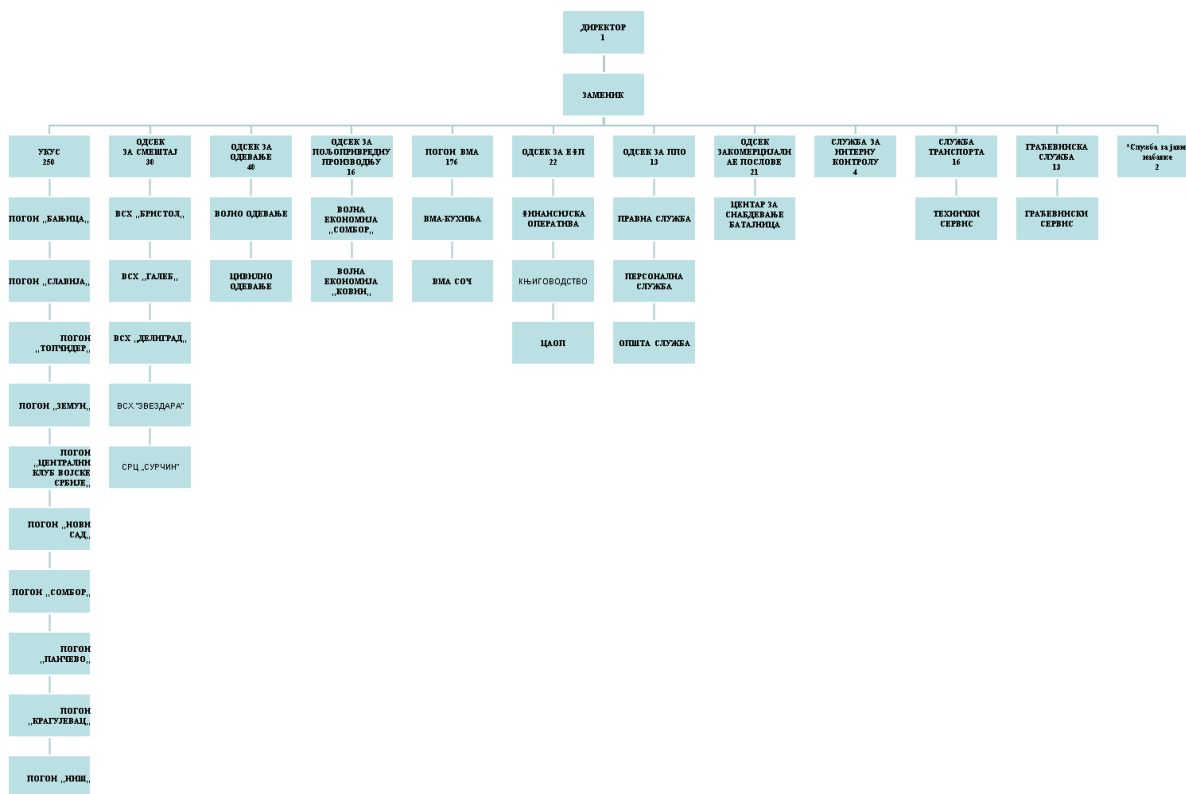 ДИРЕКТОР
1
ЗАМЕНИК
УКУС
250
ОДСЕК
ЗА СМЕШТАЈ
30
ОДСЕК ЗА
ОДЕВАЊЕ
40
ОДСЕК ЗА
ПОЉОПРИВРЕДНУ
ПРОИЗВОДЊУ
16
ПОГОН ВМА
176
ОДСЕК ЗА ЕФП
22
ОДСЕК ЗА ППО
13
ОДСЕК
ЗАКОМЕРЦИЈАЛН
АЕ ПОСЛОВЕ
21
СЛУЖБА ЗА
ИНТЕРНУ
КОНТРОЛУ
4
СЛУЖБА
ТРАНСПОРТА
16
ГРАЂЕВИНСКА
СЛУЖБА
13
*Служба за јавне
набавке
2
ПОГОН ,,БАЊИЦА,,
ВСХ ,,БРИСТОЛ,,
ВОЈНО ОДЕВАЊЕ
ВОЈНА
ЕКОНОМИЈА
,,СОМБОР,,
ВМА-КУХИЊА
ФИНАНСИЈСКА
ОПЕРАТИВА
ПРАВНА СЛУЖБА
ЦЕНТАР ЗА
СНАБДЕВАЊЕ
БАТАЈНИЦА
ТЕХНИЧКИ
СЕРВИС
ГРАЂЕВИНСКИ
СЕРВИС
ПОГОН ,,СЛАВИЈА,,
ВСХ ,,ГАЛЕБ,,
ЦИВИЛНО
ОДЕВАЊЕ
ВОЈНА
ЕКОНОМИЈА
,,КОВИН,,
ВМА СОЧ
КЊИГОВОДСТВО
ПЕРСОНАЛНА
СЛУЖБА
ПОГОН
,,ТОПЧИДЕР,,
ВСХ ,,ДЕЛИГРАД,,
ЦАОП
ОПШТА СЛУЖБА
ПОГОН ,,ЗЕМУН,,
ВСХ "ЗВЕЗДАРА"
ПОГОН
,,ЦЕНТРАЛНИ
КЛУБ ВОЈСКЕ
СРБИЈЕ,,
СРЦ „СУРЧИН"
ПОГОН ,,НОВИ
САД,,
ПОГОН ,,СОМБОР,,
ПОГОН
,,ПАНЧЕВО,,
ПОГОН
,,КРАГУЈЕВАЦ,,
ПОГОН ,,НИШ,,